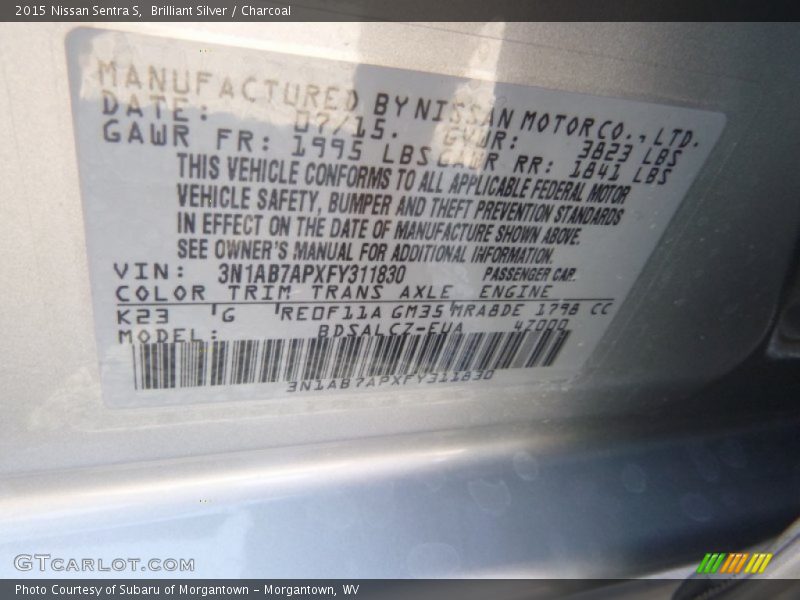 2015 Nissan Sentra S,  Brilliant Silver / Charcoal
MANUFACTURED BY NISSAN MOTOR CO., LTD.
DATE: 07/15. GVWR: 3823 LBS
GAWR FR: 1995 LBS GAWR RR: 1841 LBS
THIS VEHICLE CONFORMS TO ALL APPLICABLE FEDERAL MOTOR
VEHICLE SAFETY, BUMPER AND THEFT PREVENTION STANDARDS
IN EFFECT ON THE DATE OF MANUFACTURE SHOWN ABOVE.
SEE OWNER'S MANUAL FOR ADDITIONAL INFORMATION.
VIN: 3N1AB7APXFY311830 PASSENGER CAR.
COLOR TRIM TRANS AXLE ENGINE
K23 G RE0F11A GM35 MRA8DE 1798 CC
MODEL: BDSALCZ-EUA 4Z000
3N1AB7APXFY311830
GTCARLOT.COM
Photo Courtesy of Subaru of Morgantown – Morgantown, WV